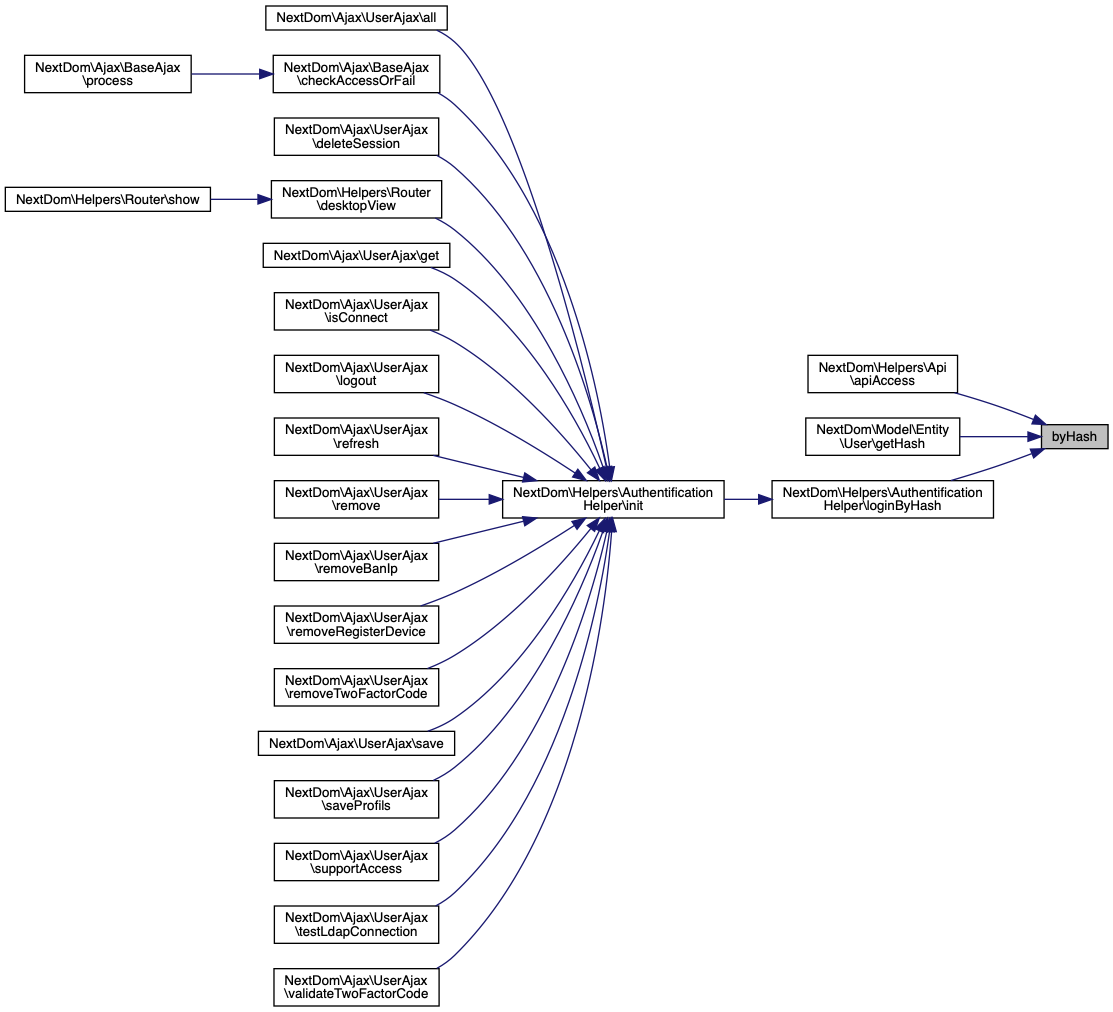 NextDom\Ajax\UserAjax\all
NextDom\Ajax\BaseAjax
\process
NextDom\Ajax\BaseAjax
\checkAccessOrFail
NextDom\Ajax\UserAjax
\deleteSession
NextDom\Helpers\Router\show
NextDom\Helpers\Router
\desktopView
NextDom\Ajax\UserAjax\get
NextDom\Ajax\UserAjax
\isConnect
NextDom\Ajax\UserAjax
\logout
NextDom\Ajax\UserAjax
\refresh
NextDom\Ajax\UserAjax
\remove
NextDom\Ajax\UserAjax
\removeBanIp
NextDom\Ajax\UserAjax
\removeRegisterDevice
NextDom\Ajax\UserAjax
\removeTwoFactorCode
NextDom\Ajax\UserAjax\save
NextDom\Ajax\UserAjax
\saveProfils
NextDom\Ajax\UserAjax
\supportAccess
NextDom\Ajax\UserAjax
\testLdapConnection
NextDom\Ajax\UserAjax
\validateTwoFactorCode
NextDom\Helpers\Authentification
Helper\init
NextDom\Helpers\Api
\apiAccess
NextDom\Model\Entity
\User\getHash
NextDom\Helpers\Authentification
Helper\loginByHash
byHash